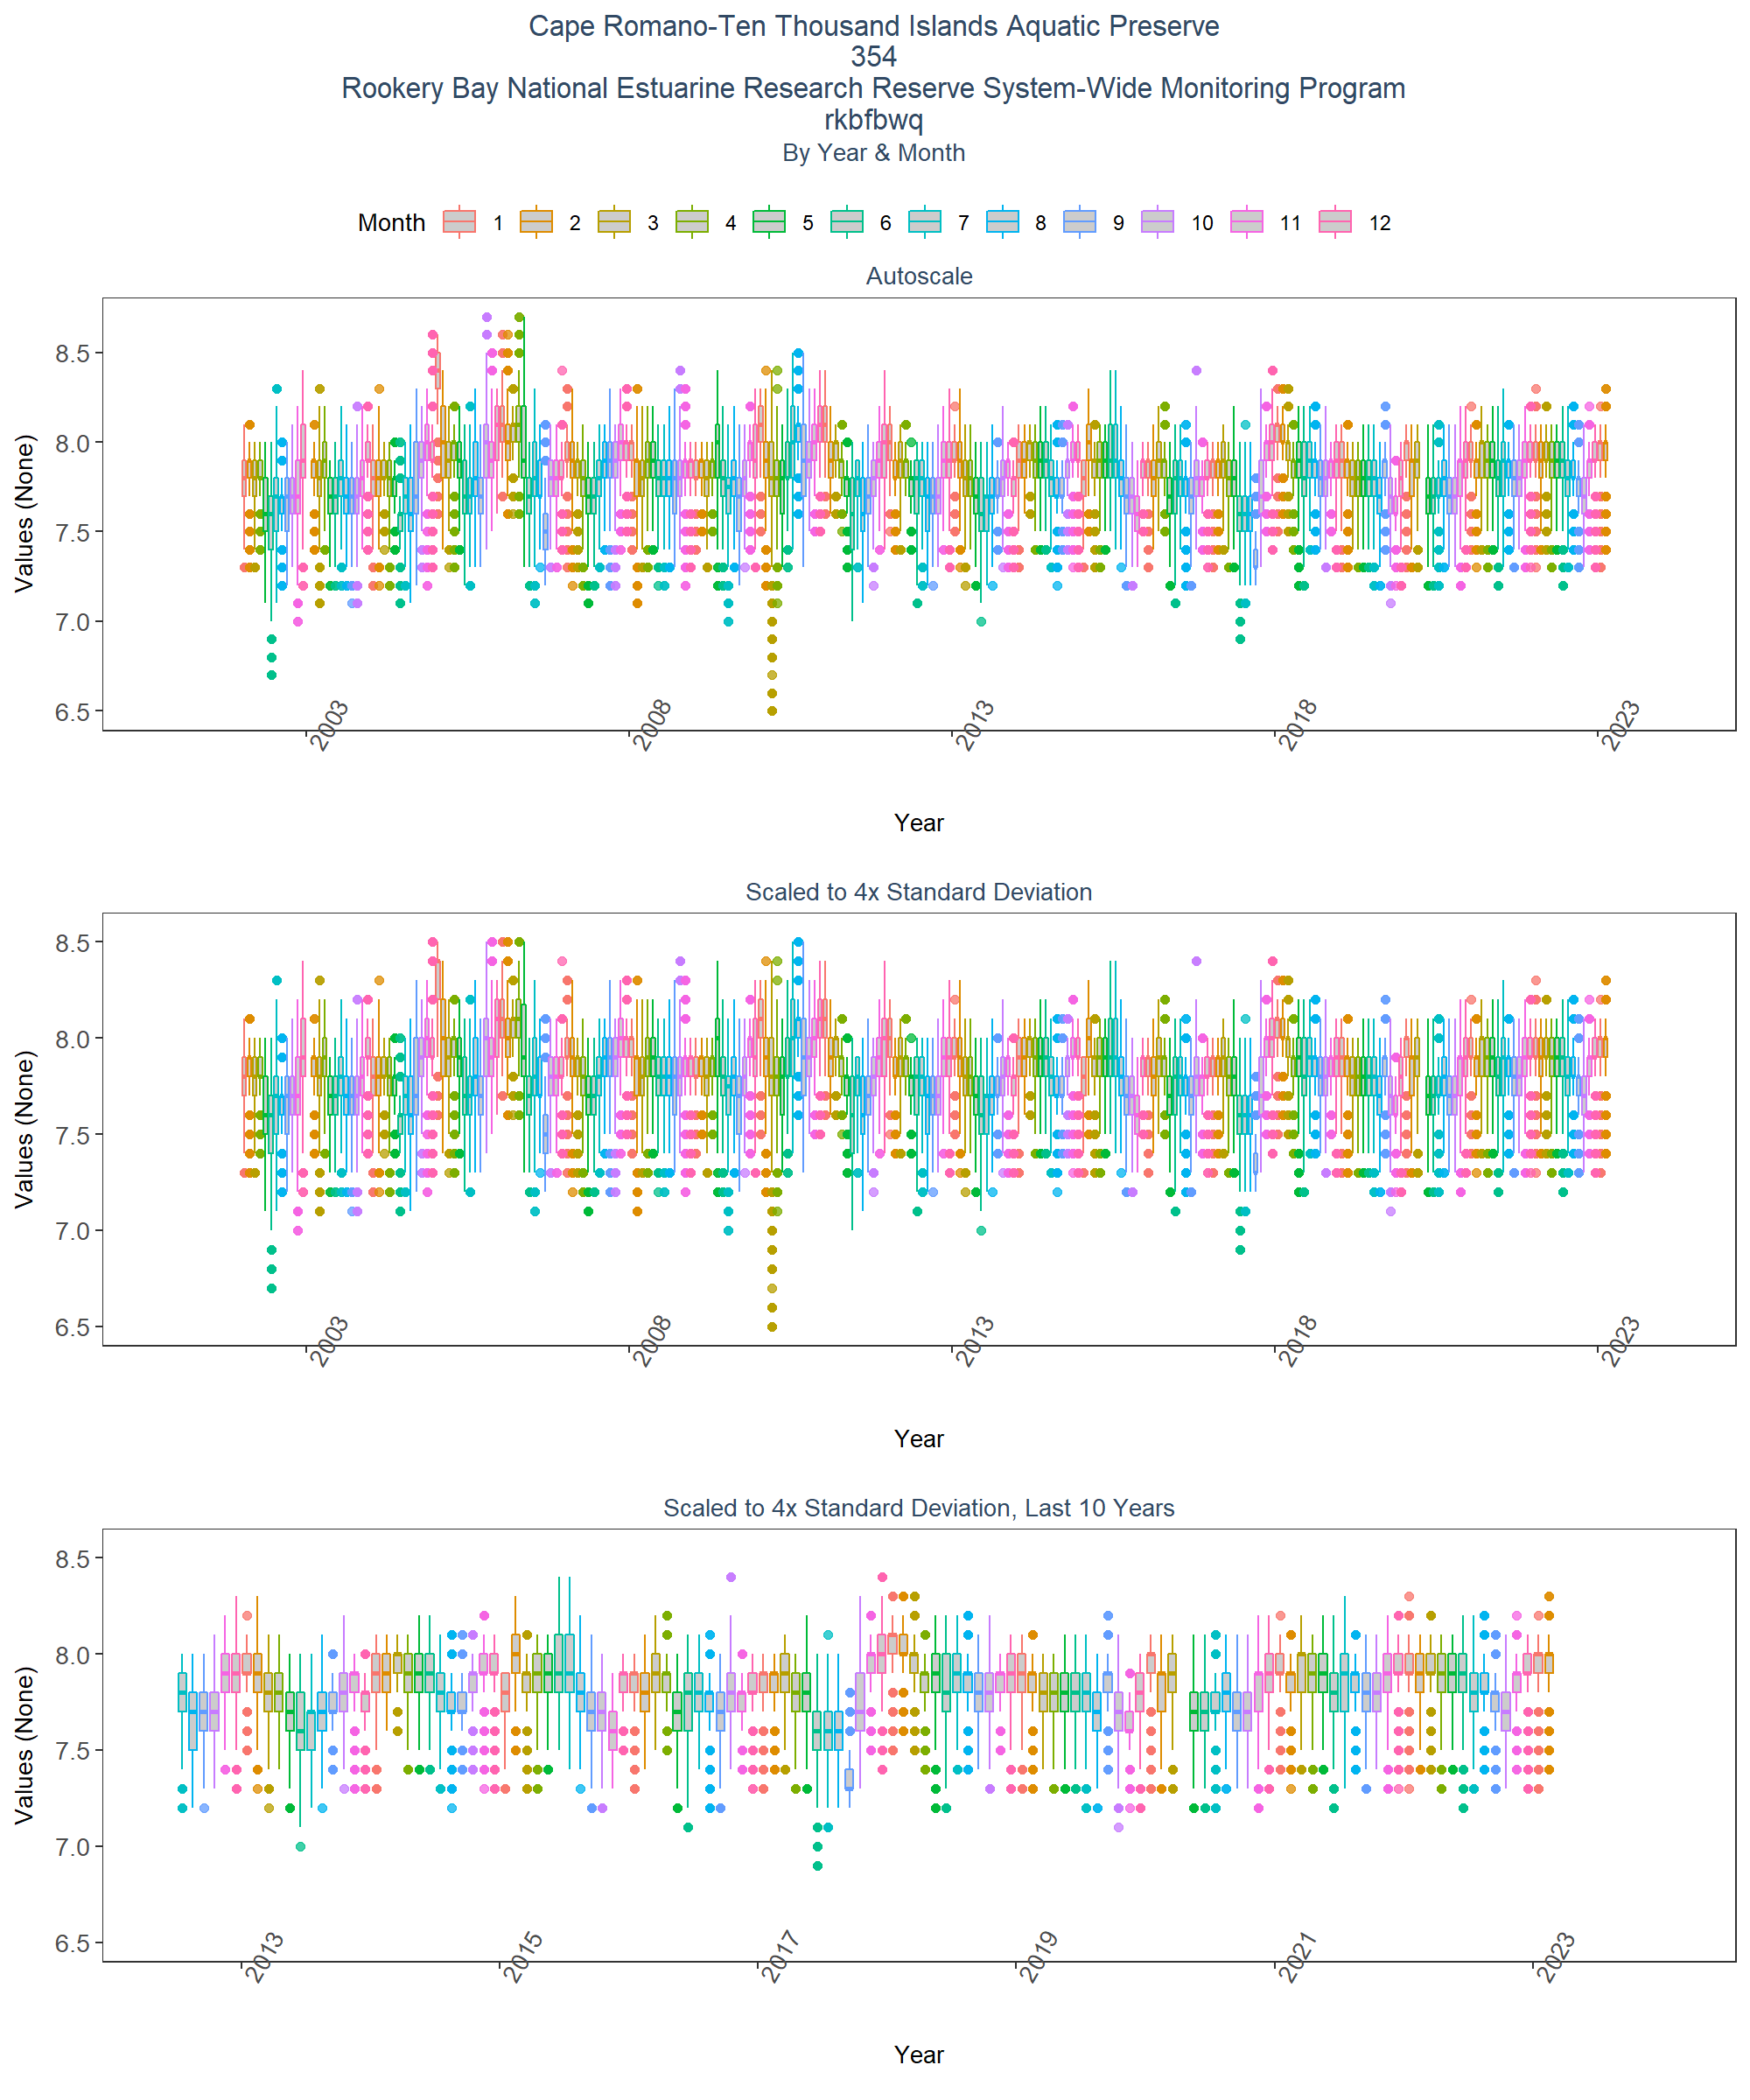 Cape Romano-Ten Thousand Islands Aquatic Preserve
354
Rookery Bay National Estuarine Research Reserve System-Wide Monitoring Program
rkbfbwq
By Year & Month
Month 1 2 3 4 5 6 7 8 9 10 11 12
Autoscale
Values (None)
8.5
8.0
7.5
7.0
6.5
2003 2008 2013 2018 2023
Year
Scaled to 4x Standard Deviation
Values (None)
8.5
8.0
7.5
7.0
6.5
2003 2008 2013 2018 2023
Year
Scaled to 4x Standard Deviation, Last 10 Years
Values (None)
8.5
8.0
7.5
7.0
6.5
2013 2015 2017 2019 2021 2023
Year